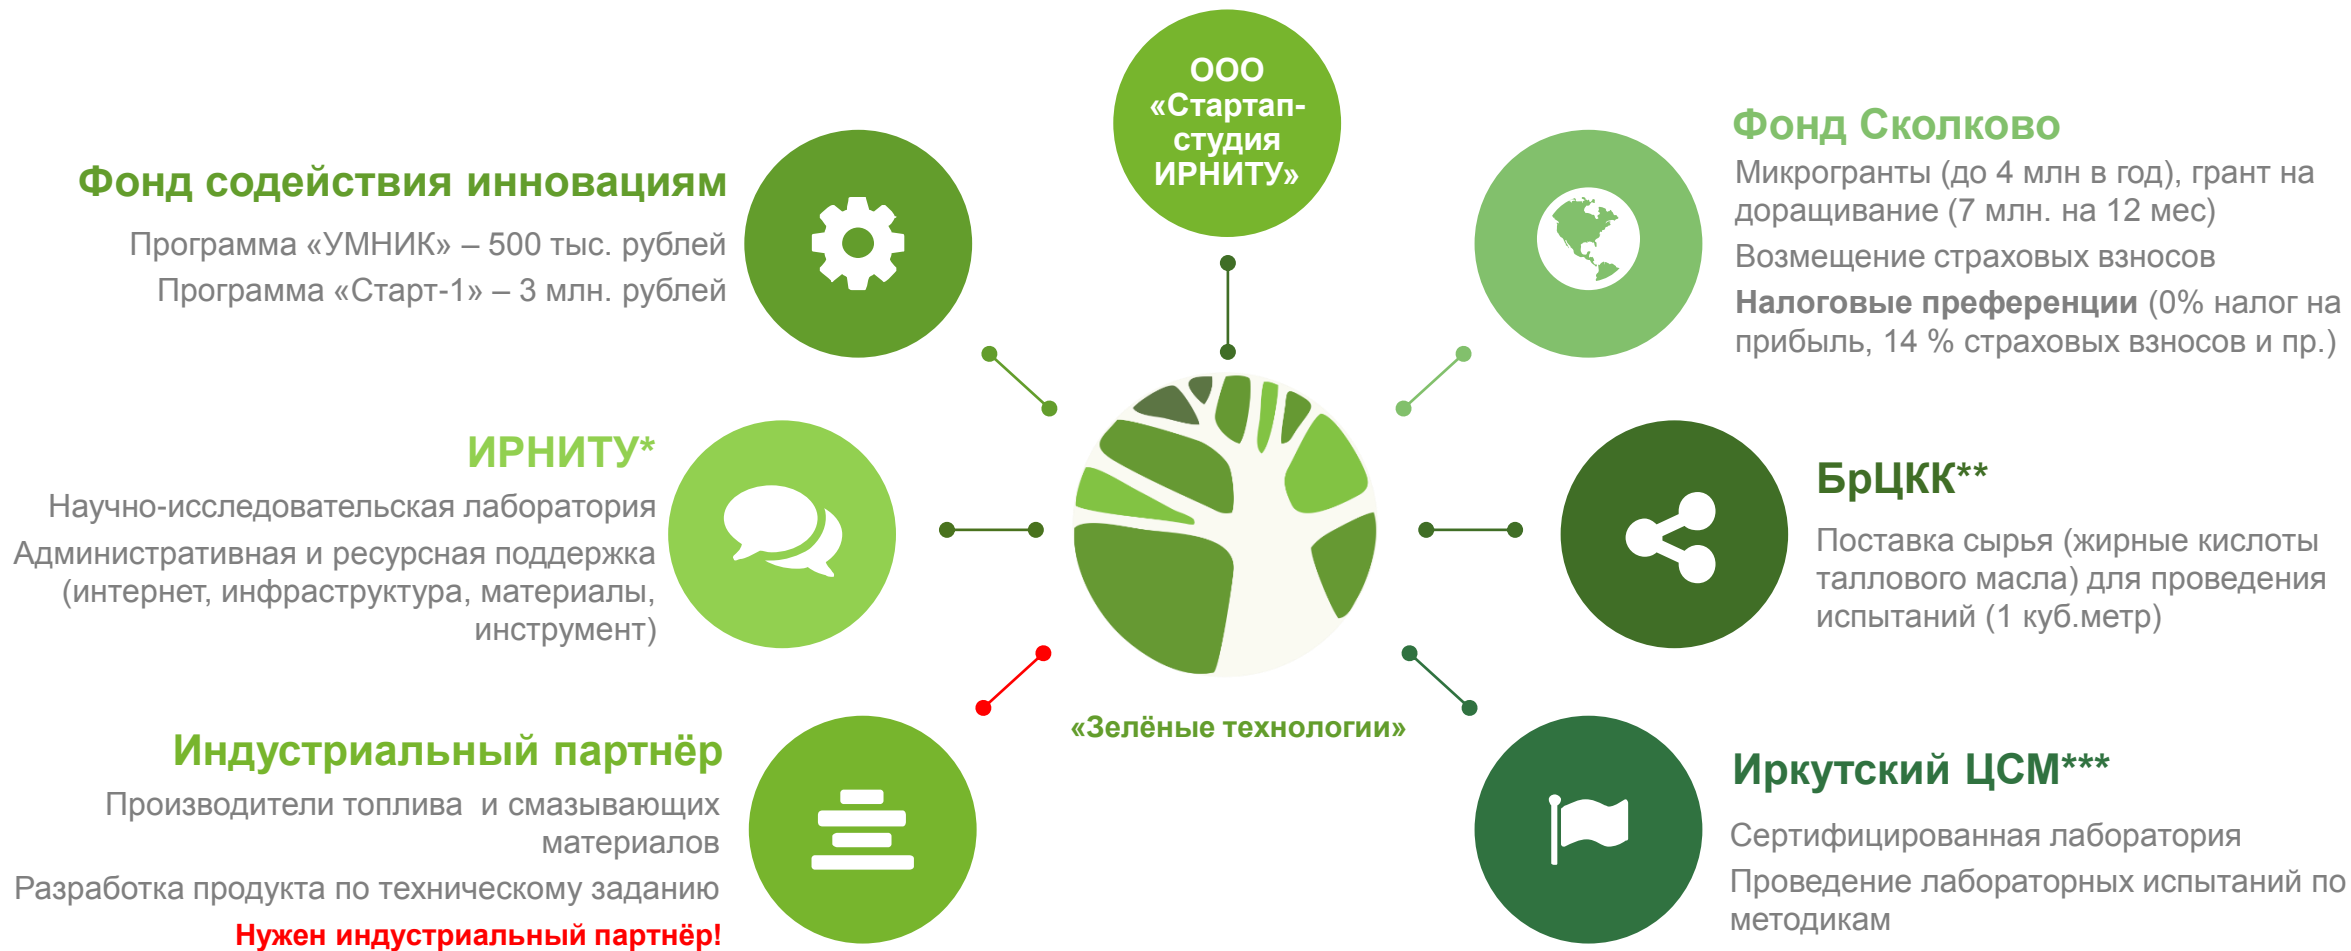 ООО
«Стартап-
студия
ИРНИТУ»
Фонд содействия инновациям
Программа «УМНИК» – 500 тыс. рублей
Программа «Старт-1» – 3 млн. рублей
Фонд Сколково
Микрогранты (до 4 млн в год), грант на
доращивание (7 млн. на 12 мес)
Возмещение страховых взносов
Налоговые преференции (0% налог на
прибыль, 14 % страховых взносов и пр.)
ИРНИТУ*
Научно-исследовательская лаборатория
Административная и ресурсная поддержка
(интернет, инфраструктура, материалы,
инструмент)
БрЦКК**
Поставка сырья (жирные кислоты
таллового масла) для проведения
испытаний (1 куб.метр)
«Зелёные технологии»
Индустриальный партнёр
Производители топлива  и смазывающих
материалов
Разработка продукта по техническому заданию
Нужен индустриальный партнёр!
Иркутский ЦСМ***
Сертифицированная лаборатория
Проведение лабораторных испытаний по
методикам